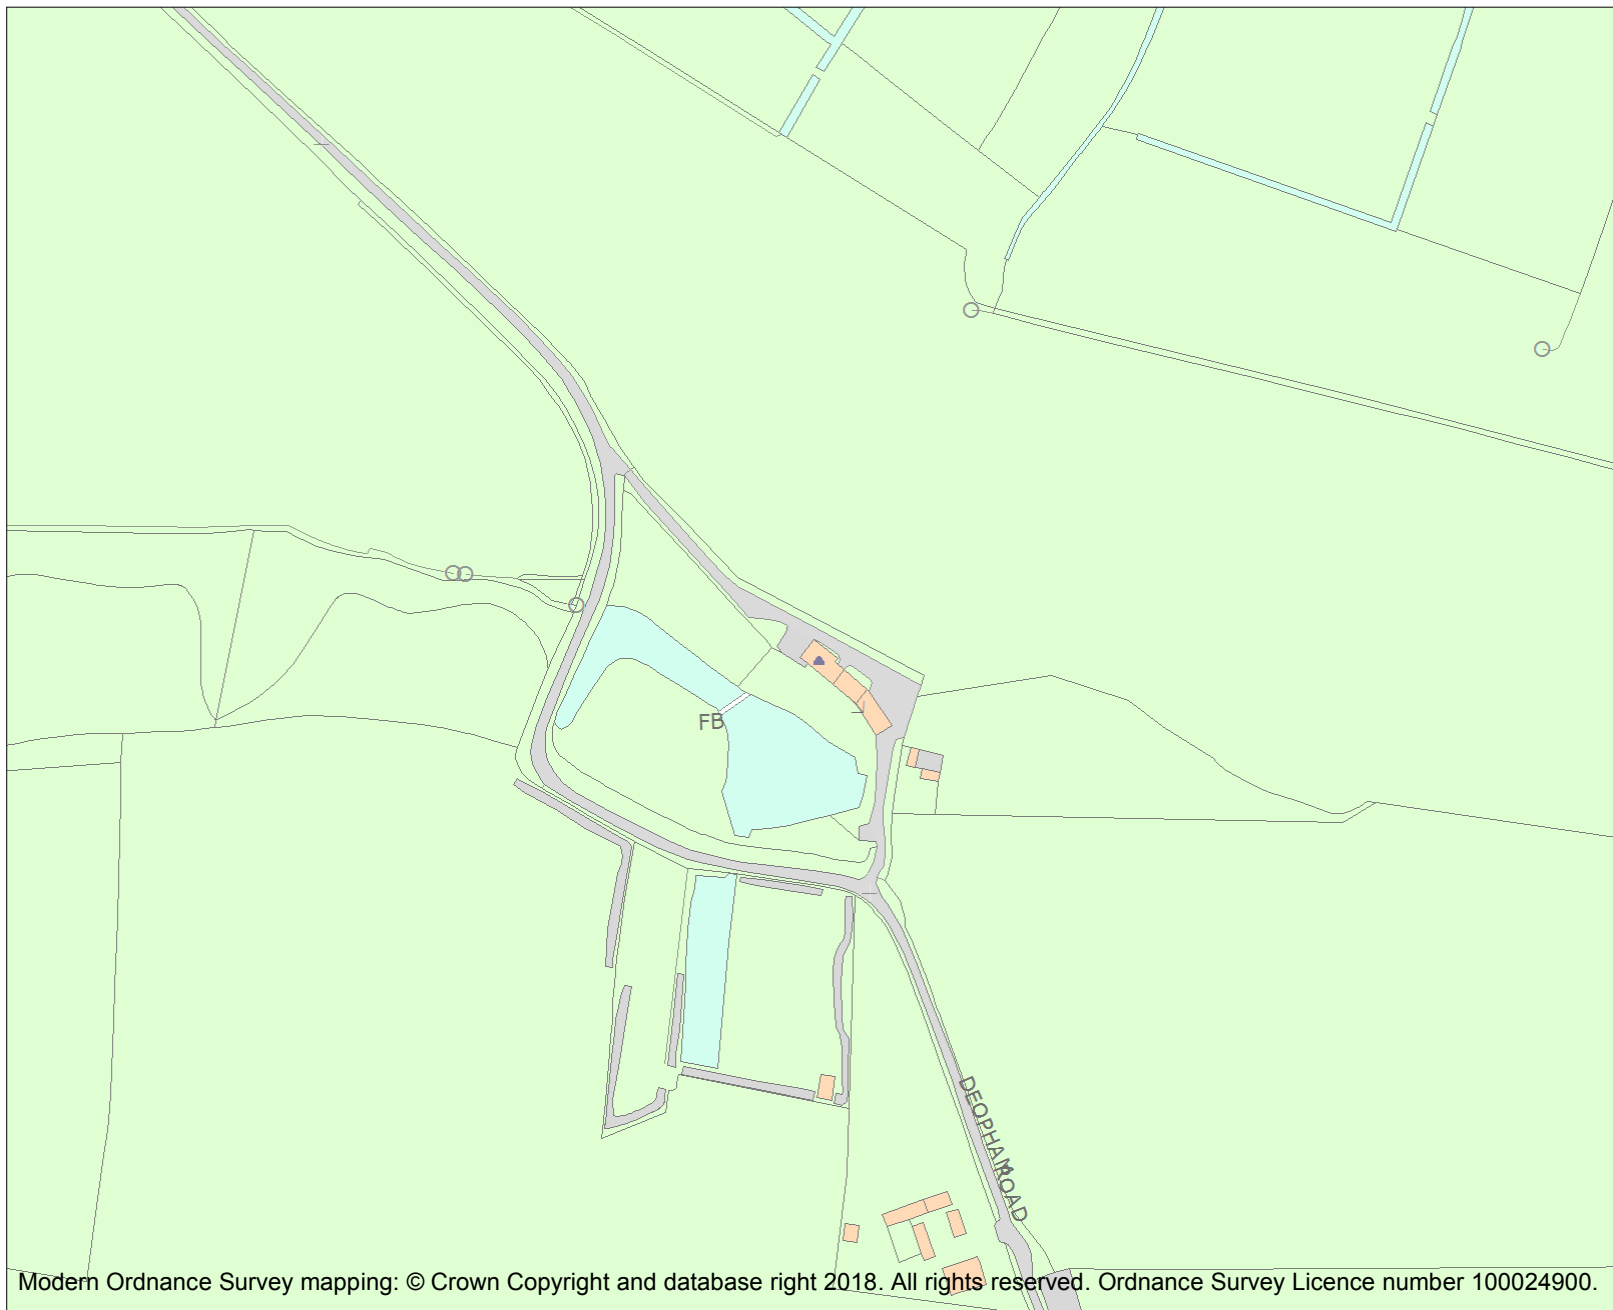 FB
DEOPHAM ROAD
Modern Ordnance Survey mapping: © Crown Copyright and database right 2018. All rights reserved. Ordnance Survey Licence number 100024900.